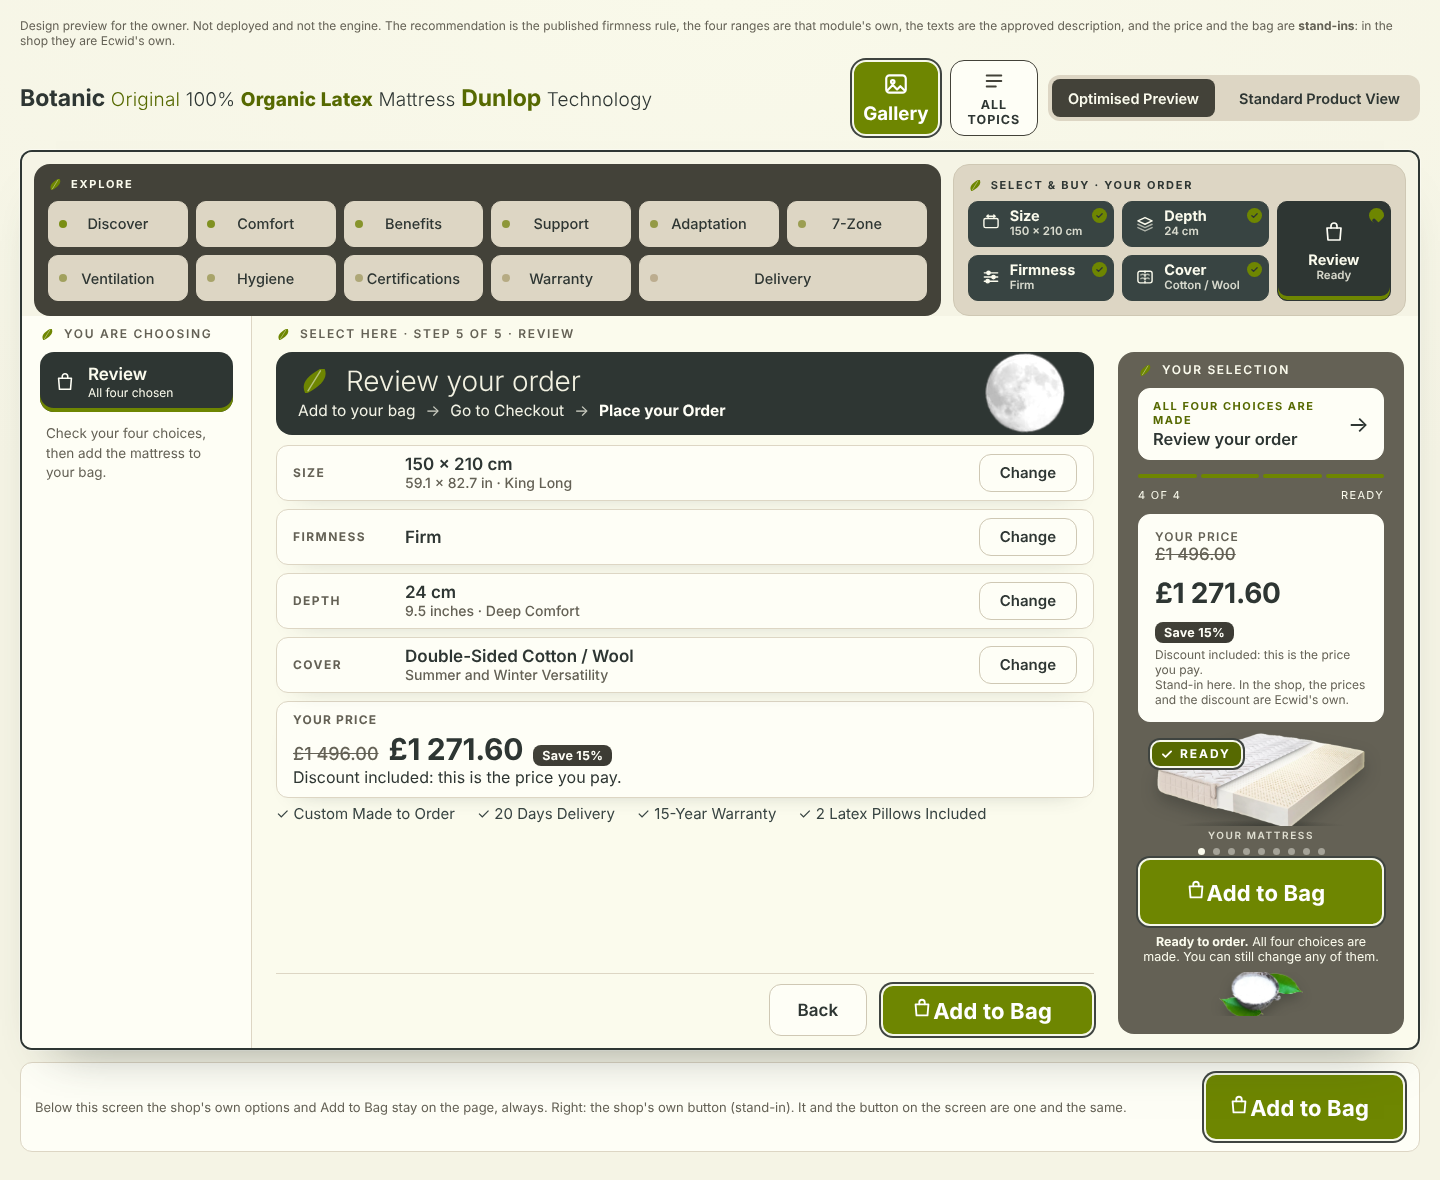 Design preview for the owner. Not deployed and not the engine. The recommendation is the published firmness rule, the four ranges are that module's own, the texts are the approved description, and the price and the bag are stand-ins: in the
shop they are Ecwid's own.
Botanic Original 100% Organic Latex Mattress Dunlop Technology
Gallery
ALL
TOPICS
Optimised Preview
Standard Product View
EXPLORE
Discover
Comfort
Benefits
Support
Adaptation
7-Zone
Ventilation
Hygiene
Certifications
Warranty
Delivery
SELECT & BUY · YOUR ORDER
Size
150 × 210 cm
Depth
24 cm
Firmness
Firm
Cover
Cotton / Wool
Review
Ready
YOU ARE CHOOSING
Review
All four chosen
Check your four choices,
then add the mattress to
your bag.
SELECT HERE · STEP 5 OF 5 · REVIEW
Review your order
Add to your bag → Go to Checkout → Place your Order
SIZE
150 × 210 cm
59.1 × 82.7 in · King Long
Change
FIRMNESS
Firm
Change
DEPTH
24 cm
9.5 inches · Deep Comfort
Change
COVER
Double-Sided Cotton / Wool
Summer and Winter Versatility
Change
YOUR PRICE
£1 496.00 £1 271.60 Save 15%
Discount included: this is the price you pay.
✓ Custom Made to Order ✓ 20 Days Delivery ✓ 15-Year Warranty ✓ 2 Latex Pillows Included
Back
Add to Bag
YOUR SELECTION
ALL FOUR CHOICES ARE
MADE
Review your order →
4 OF 4
READY
YOUR PRICE
£1 496.00
£1 271.60
Save 15%
Discount included: this is the price
you pay.
Stand-in here. In the shop, the prices
and the discount are Ecwid's own.
✓ READY
YOUR MATTRESS
Add to Bag
Ready to order. All four choices are
made. You can still change any of them.
Below this screen the shop's own options and Add to Bag stay on the page, always. Right: the shop's own button (stand-in). It and the button on the screen are one and the same.
Add to Bag